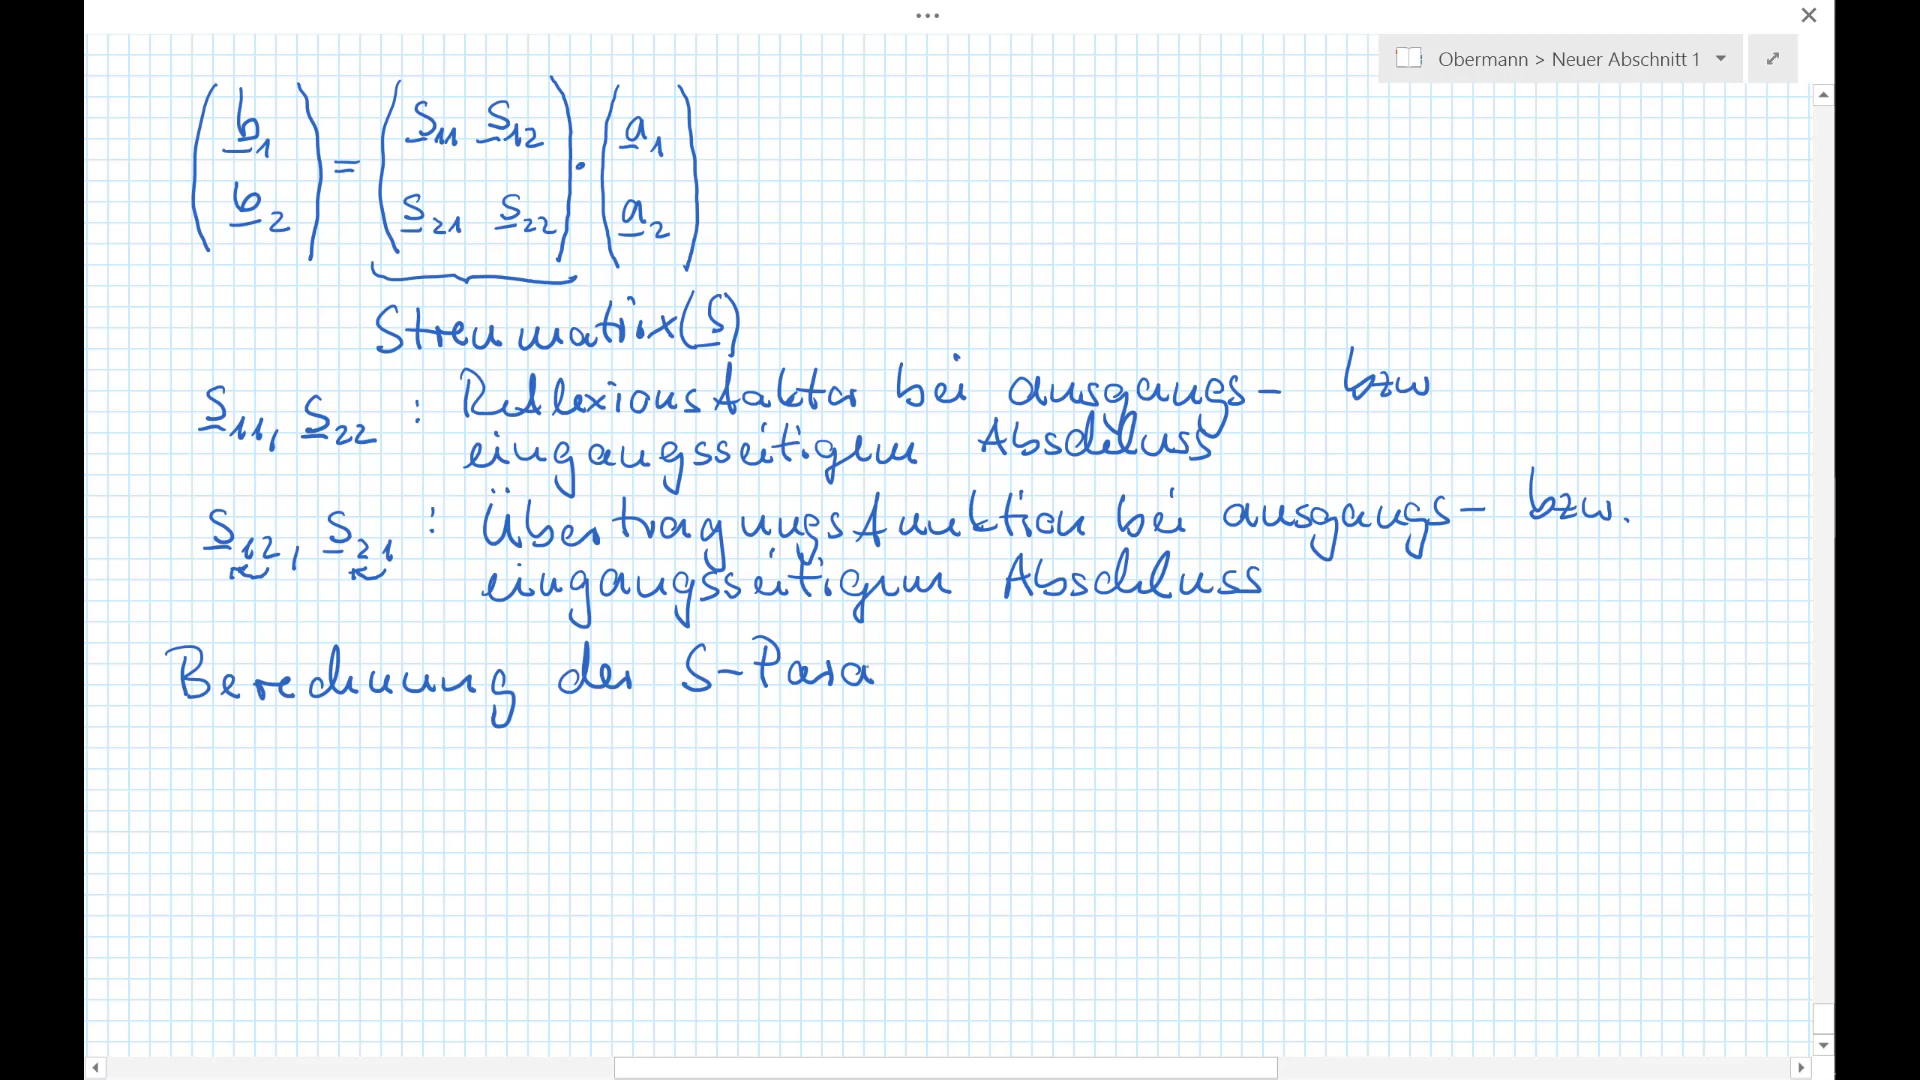 Obermann > Neuer Abschnitt 1
( b1 ) = ( S11 S12 ) · ( a1 )
( b2 ) ( S21 S22 ) ( a2 )
Streumatrix (S)
S11, S22 : Reflexionsfaktor bei ausgangs- bzw
eingangsseitigem Abschluss
S12, S21 : Übertragungsfunktion bei ausgangs- bzw.
eingangsseitigem Abschluss
Berechnung der S-Para